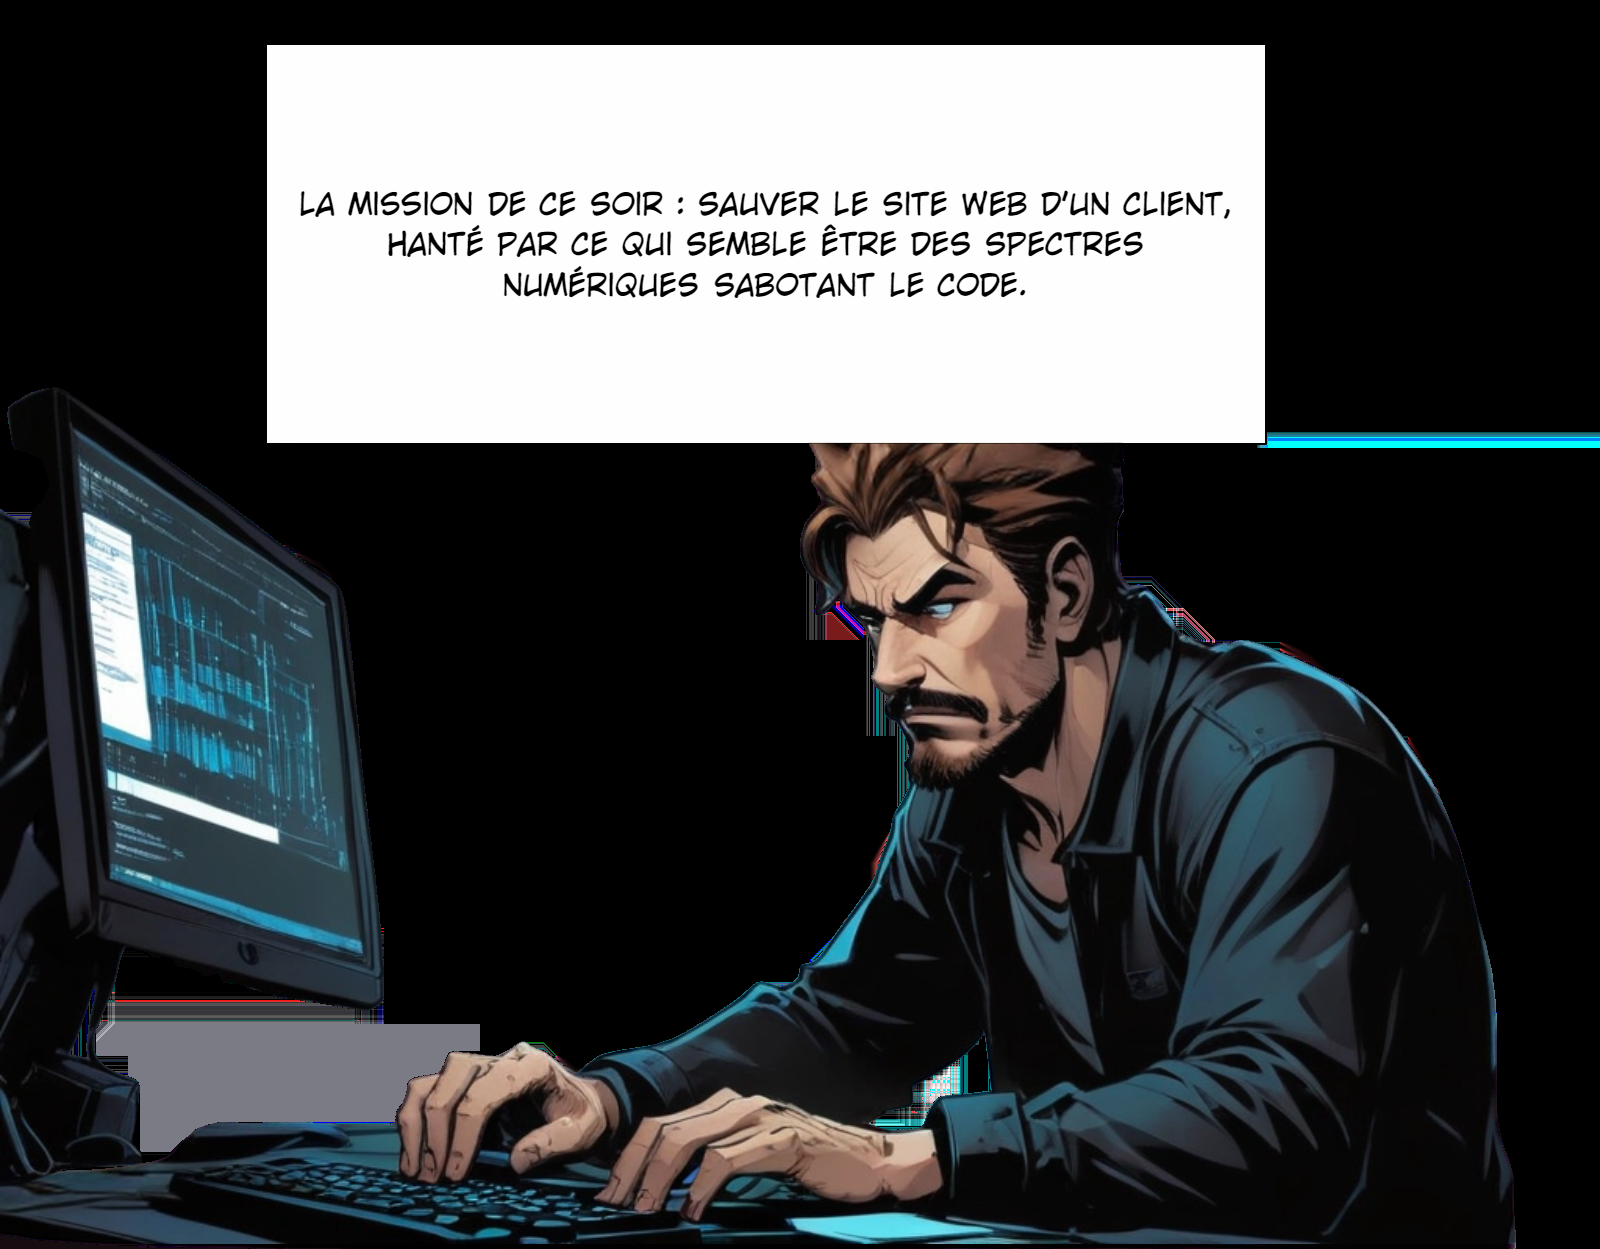 LA MISSION DE CE SOIR : SAUVER LE SITE WEB D'UN CLIENT,
HANTÉ PAR CE QUI SEMBLE ÊTRE DES SPECTRES
NUMÉRIQUES SABOTANT LE CODE.